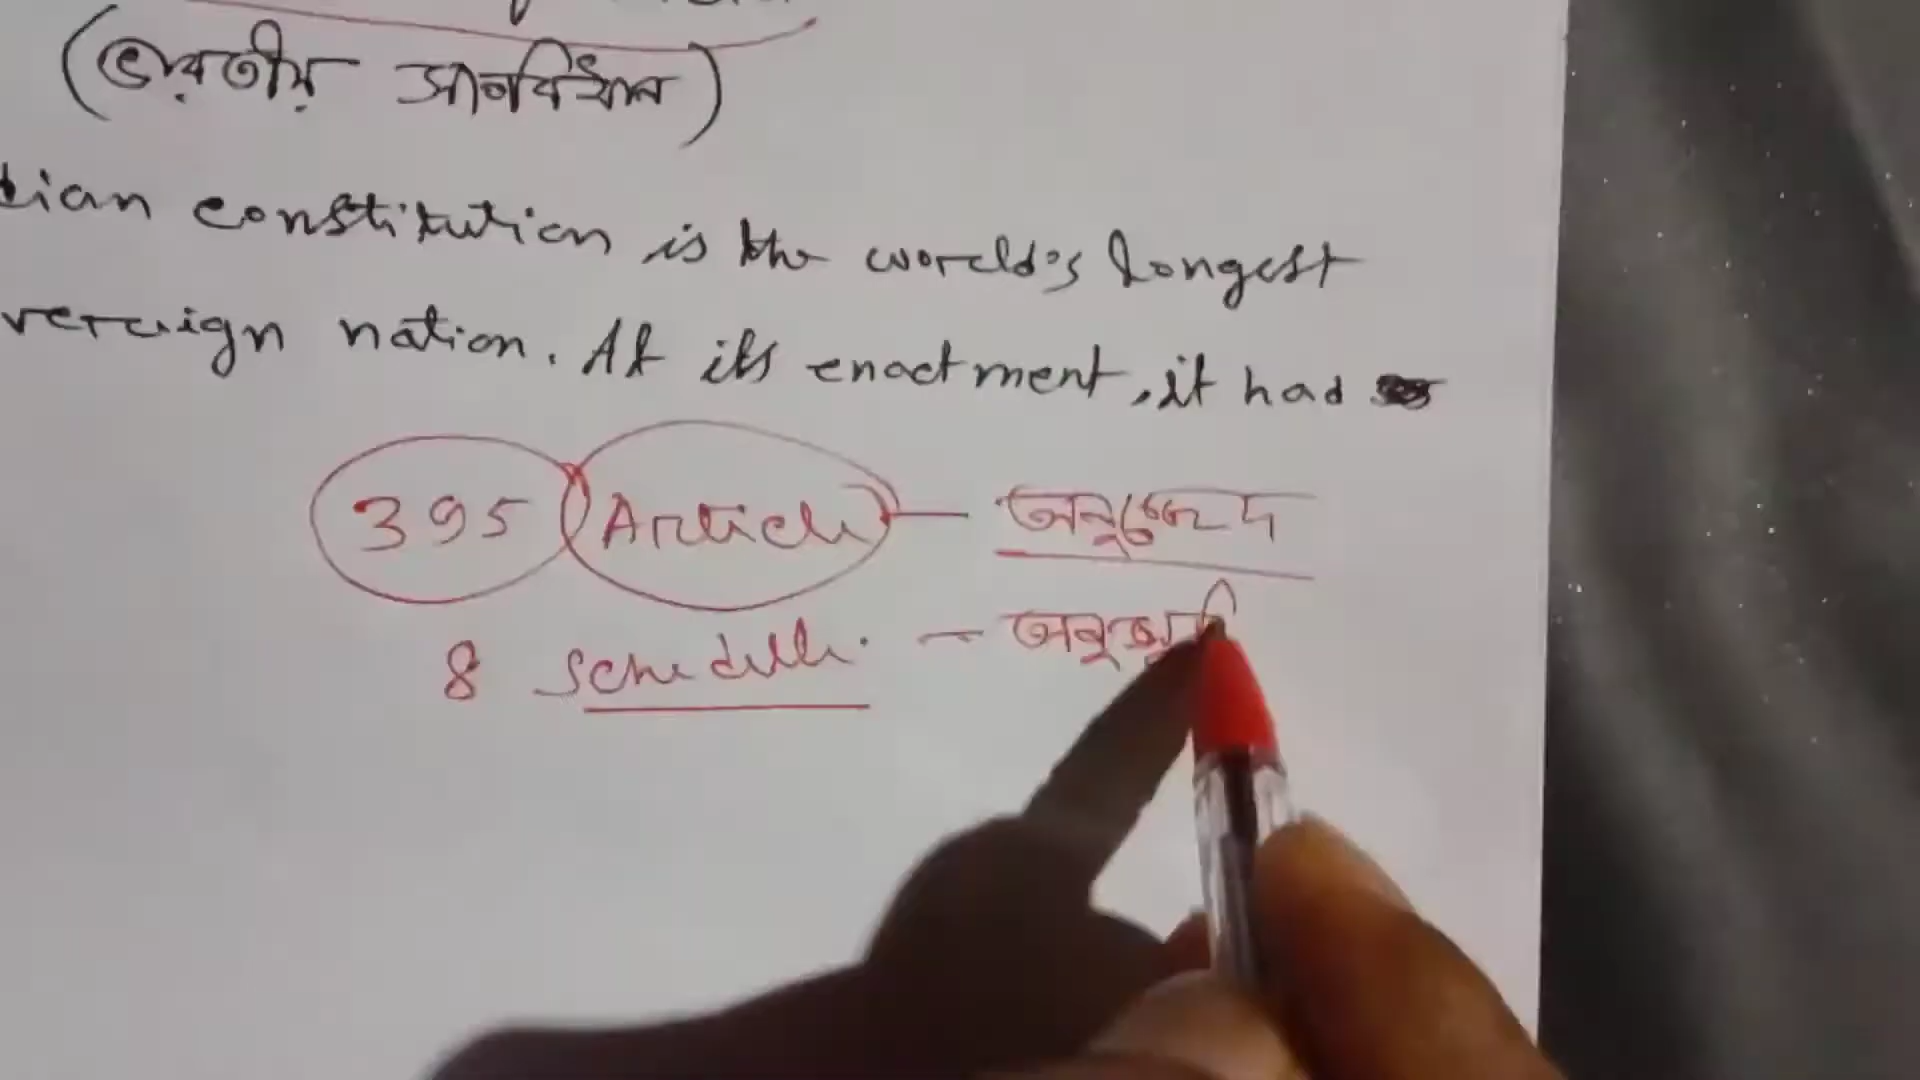 (ভারতীয় সংবিধান)
tian constitution is the world's longest
vereign nation. At its enactment, it had
395 Article — অনুচ্ছেদ
8 Schedule. — অনুসূচি